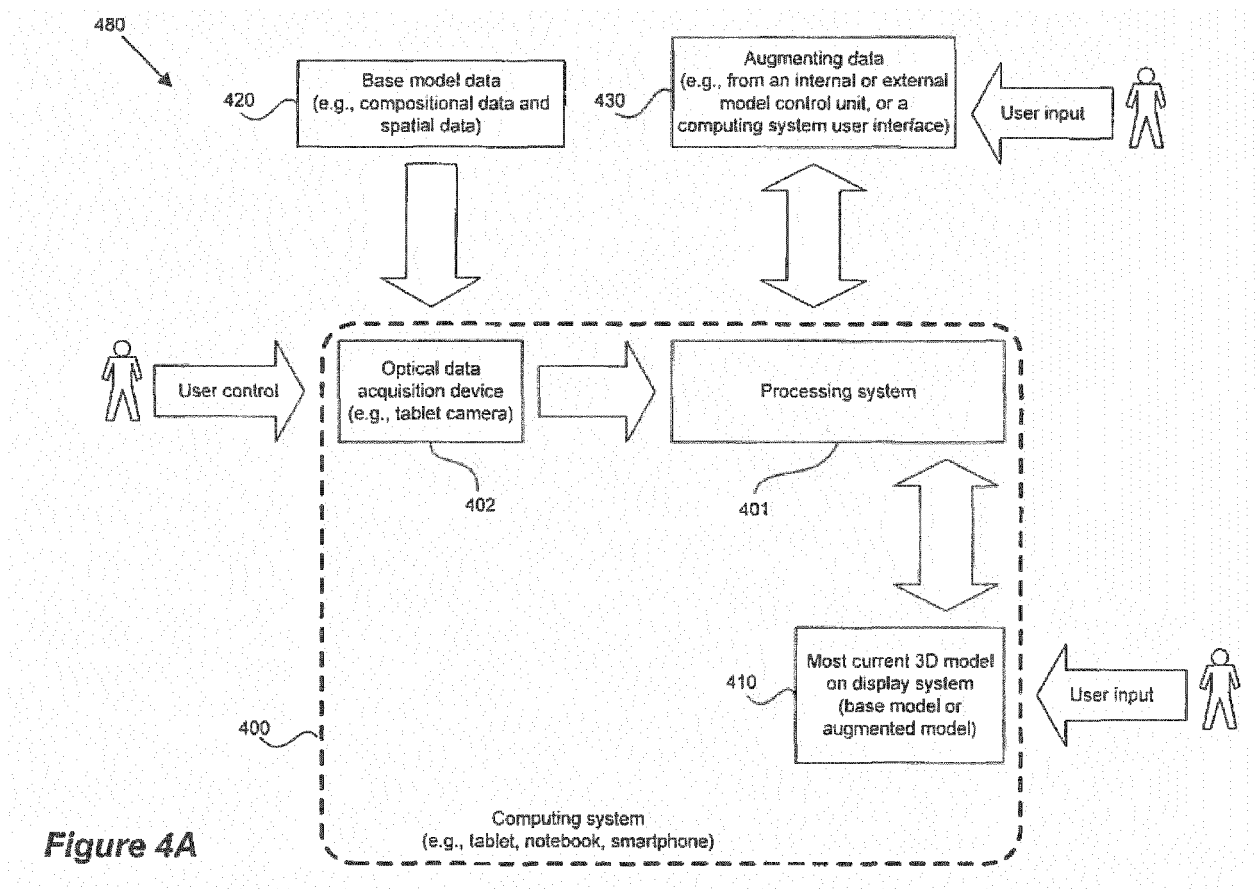 480
Base model data
(e.g., compositional data and
spatial data)
420
Augmenting data
(e.g., from an internal or external
model control unit, or a
computing system user interface)
430
User input
User control
Optical data
acquisition device
(e.g., tablet camera)
402
Processing system
401
Most current 3D model
on display system
(base model or
augmented model)
410
User input
400
Computing system
(e.g., tablet, notebook, smartphone)
Figure 4A